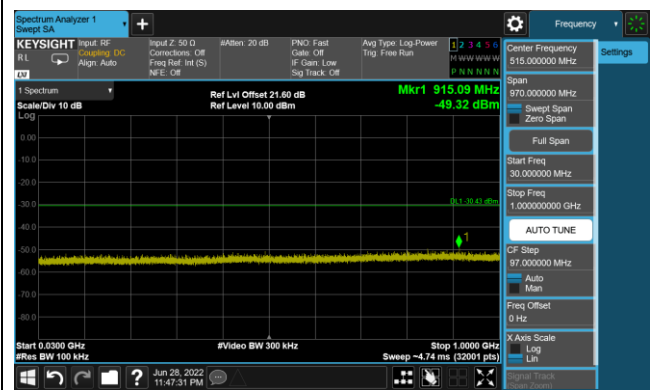 Spectrum Analyzer 1
Swept SA
+
Frequency
KEYSIGHT
RL
LXI
Input: RF
Coupling: DC
Align: Auto
Input Z: 50 Ω
Corrections: Off
Freq Ref: Int (S)
NFE: Off
#Atten: 20 dB
PNO: Fast
Gate: Off
IF Gain: Low
Sig Track: Off
Avg Type: Log-Power
Trig: Free Run
1 2 3 4 5 6
M W W W W W
P N N N N N
1 Spectrum
Scale/Div 10 dB
Log
Ref Lvl Offset 21.60 dB
Ref Level 10.00 dBm
Mkr1 915.09 MHz
-49.32 dBm
0.00
-10.0
-20.0
-30.0
-40.0
-50.0
-60.0
-70.0
-80.0
DL1 -30.43 dBm
1
Start 0.0300 GHz
#Res BW 100 kHz
#Video BW 300 kHz
Stop 1.0000 GHz
Sweep ~4.74 ms (32001 pts)
Jun 28, 2022
11:47:31 PM
?
Center Frequency
515.000000 MHz
Settings
Span
970.000000 MHz
Swept Span
Zero Span
Full Span
Start Freq
30.000000 MHz
Stop Freq
1.000000000 GHz
AUTO TUNE
CF Step
97.000000 MHz
Auto
Man
Freq Offset
0 Hz
X Axis Scale
Log
Lin
Signal Track
(Span Zoom)